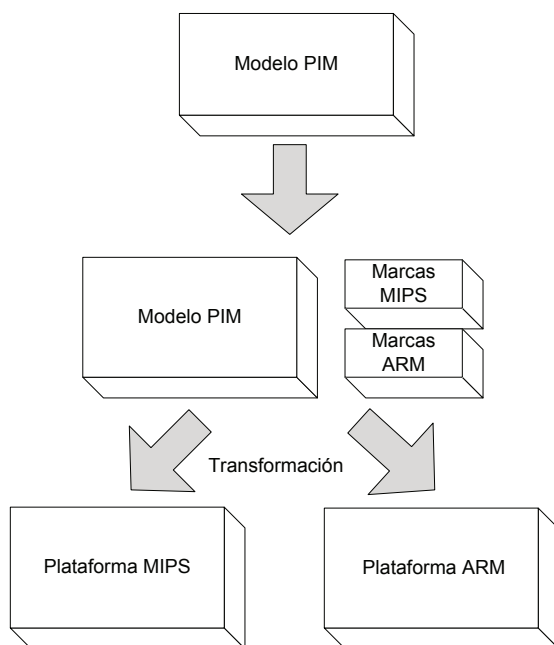 Modelo PIM
Modelo PIM
Marcas
MIPS
Marcas
ARM
Transformación
Plataforma MIPS
Plataforma ARM